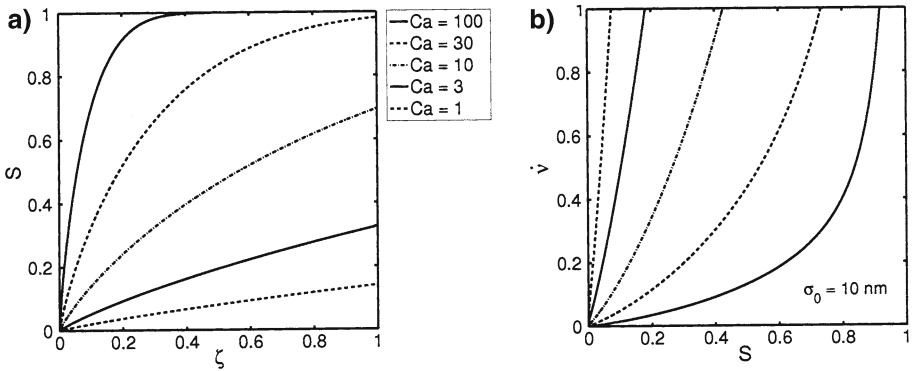 a)
S
1
0.8
0.6
0.4
0.2
0
0 0.2 0.4 0.6 0.8 1
ζ
Ca = 100
Ca = 30
Ca = 10
Ca = 3
Ca = 1
b)
ν̇
1
0.8
0.6
0.4
0.2
0
0 0.2 0.4 0.6 0.8 1
S
σ₀ = 10 nm